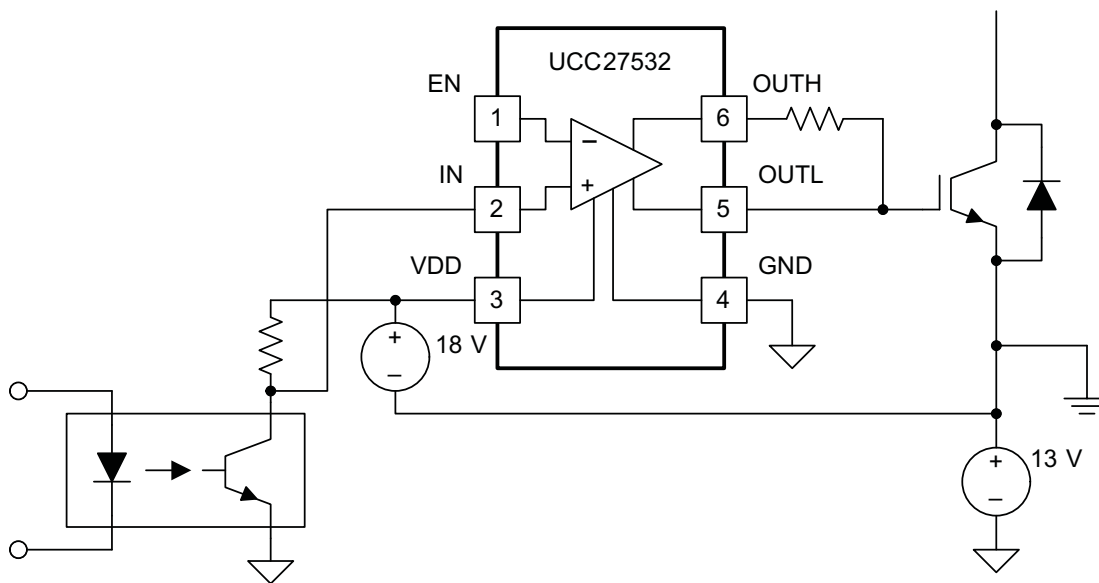 UCC27532
EN
OUTH
1
6
−
IN
OUTL
+
2
5
VDD
GND
3
4
+
18 V
−
+
13 V
−